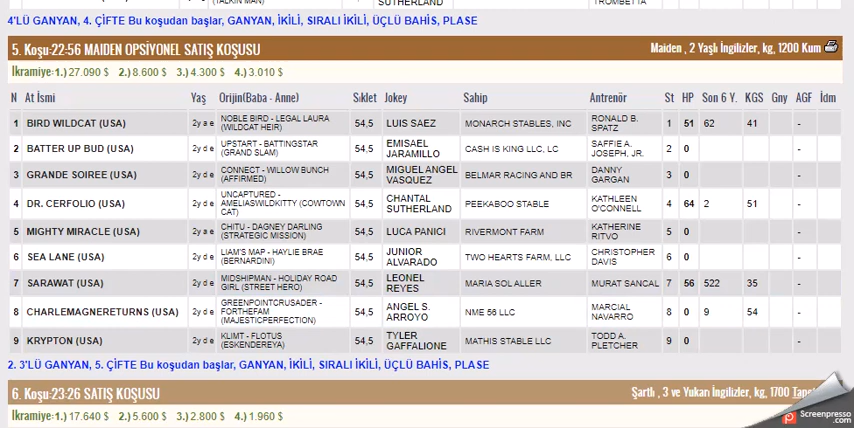 (TALKIN MAN) SUTHERLAND TROMBETTA
4'LÜ GANYAN, 4. ÇİFTE Bu koşudan başlar, GANYAN, İKİLİ, SIRALI İKİLİ, ÜÇLÜ BAHİS, PLASE
5. Koşu-22-56 MAIDEN OPSİYONEL SATIŞ KOŞUSU Maiden , 2 Yaşlı İngilizler, kg, 1200 Kum
İkramiye:1.) 27.090 $ 2.) 8.600 $ 3.) 4.300 $ 4.) 3.010 $
N At İsmi Yaş Orijin(Baba - Anne) Sıklet Jokey Sahip Antrenör St HP Son 6 Y. KGS Gny AGF İdm
1 BIRD WILDCAT (USA) 2y a e NOBLE BIRD - LEGAL LAURA (WILDCAT HEIR) 54,5 LUIS SAEZ MONARCH STABLES, INC RONALD B. SPATZ 1 51 62 41 -
2 BATTER UP BUD (USA) 2y d e UPSTART - BATTINGSTAR (GRAND SLAM) 54,5 EMISAEL JARAMILLO CASH IS KING LLC, LC SAFFIE A. JOSEPH, JR. 2 0 -
3 GRANDE SOIREE (USA) 2y d e CONNECT - WILLOW BUNCH (AFFIRMED) 54,5 MIGUEL ANGEL VASQUEZ BELMAR RACING AND BR DANNY GARGAN 3 0 -
4 DR. CERFOLIO (USA) 2y d e UNCAPTURED - AMELIASWILDKITTY (COWTOWN CAT) 54,5 CHANTAL SUTHERLAND PEEKABOO STABLE KATHLEEN O'CONNELL 4 64 2 51 -
5 MIGHTY MIRACLE (USA) 2y a e CHITU - DAGNEY DARLING (STRATEGIC MISSION) 54,5 LUCA PANICI RIVERMONT FARM KATHERINE RITVO 5 0 -
6 SEA LANE (USA) 2y d e LIAM'S MAP - HAYLIE BRAE (BERNARDINI) 54,5 JUNIOR ALVARADO TWO HEARTS FARM, LLC CHRISTOPHER DAVIS 6 0 -
7 SARAWAT (USA) 2y d e MIDSHIPMAN - HOLIDAY ROAD GIRL (STREET HERO) 54,5 LEONEL REYES MARIA SOL ALLER MURAT SANCAL 7 56 522 35 -
8 CHARLEMAGNERETURNS (USA) 2y d e GREENPOINTCRUSADER - FORTHEFAM (MAJESTICPERFECTION) 54,5 ANGEL S. ARROYO NME 56 LLC MARCIAL NAVARRO 8 0 9 54 -
9 KRYPTON (USA) 2y d e KLIMT - FLOTUS (ESKENDEREYA) 54,5 TYLER GAFFALIONE MATHIS STABLE LLC TODD A. PLETCHER 9 0 -
2. 3'LÜ GANYAN, 5. ÇİFTE Bu koşudan başlar, GANYAN, İKİLİ, SIRALI İKİLİ, ÜÇLÜ BAHİS, PLASE
6. Koşu-23-26 SATIŞ KOŞUSU Şartlı , 3 ve Yukarı İngilizler, kg, 1700
İkramiye:1.) 17.640 $ 2.) 5.600 $ 3.) 2.800 $ 4.) 1.960 $
Screenpresso
.com